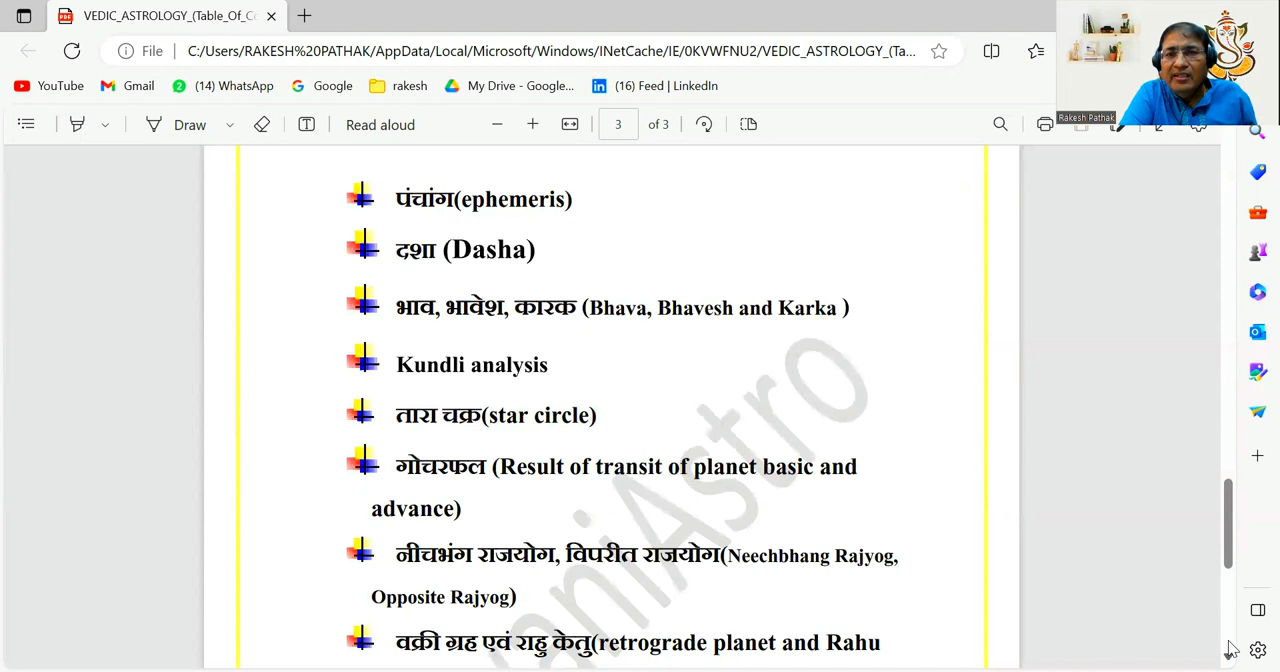 VEDIC_ASTROLOGY_(Table_Of_Co
File C:/Users/RAKESH%20PATHAK/AppData/Local/Microsoft/Windows/INetCache/IE/0KVWFNU2/VEDIC_ASTROLOGY_(Ta...
YouTube Gmail (14) WhatsApp Google rakesh My Drive - Google... (16) Feed | LinkedIn
Draw Read aloud 3 of 3
Rakesh Pathak
पंचांग(ephemeris)
दशा (Dasha)
भाव, भावेश, कारक (Bhava, Bhavesh and Karka )
Kundli analysis
तारा चक्र(star circle)
गोचरफल (Result of transit of planet basic and
advance)
नीचभंग राजयोग, विपरीत राजयोग(Neechbhang Rajyog,
Opposite Rajyog)
वक्री ग्रह एवं राहु केतु(retrograde planet and Rahu
aniAstro